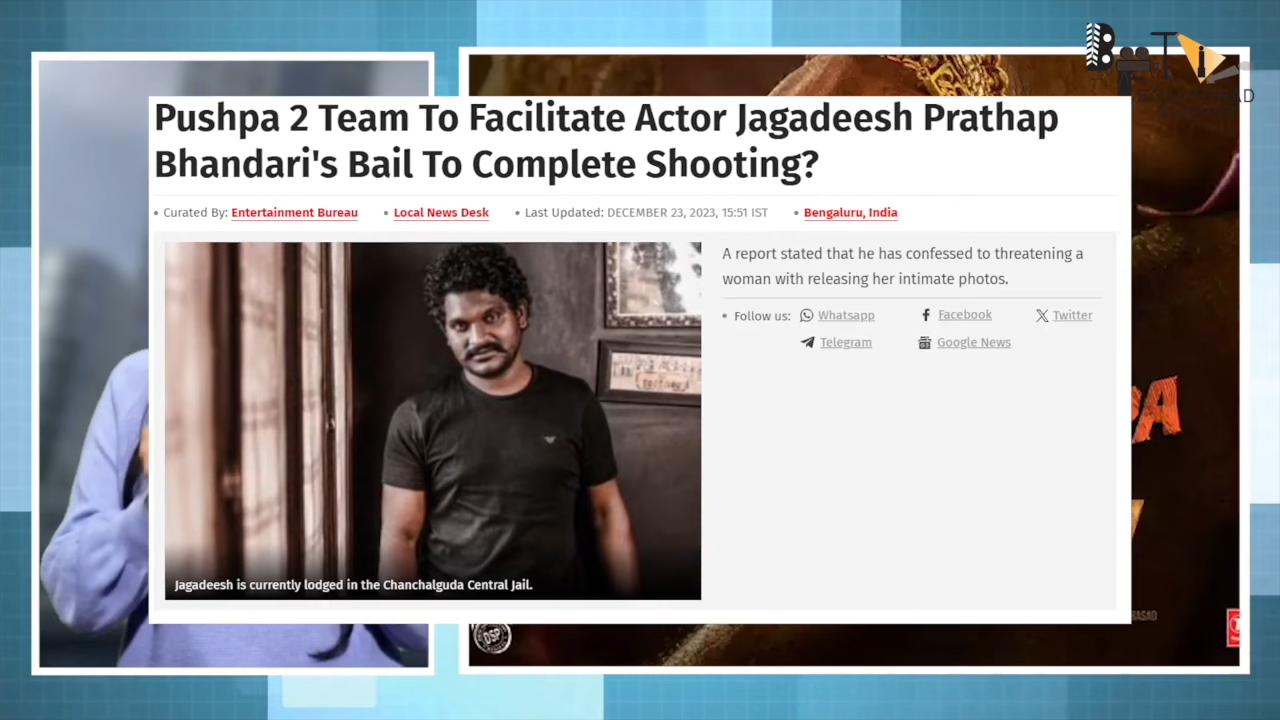 Pushpa 2 Team To Facilitate Actor Jagadeesh Prathap
Bhandari's Bail To Complete Shooting?
• Curated By: Entertainment Bureau • Local News Desk • Last Updated: DECEMBER 23, 2023, 15:51 IST • Bengaluru, India
A report stated that he has confessed to threatening a
woman with releasing her intimate photos.
• Follow us: Whatsapp Facebook Twitter
Telegram Google News
Jagadeesh is currently lodged in the Chanchalguda Central Jail.
DSP